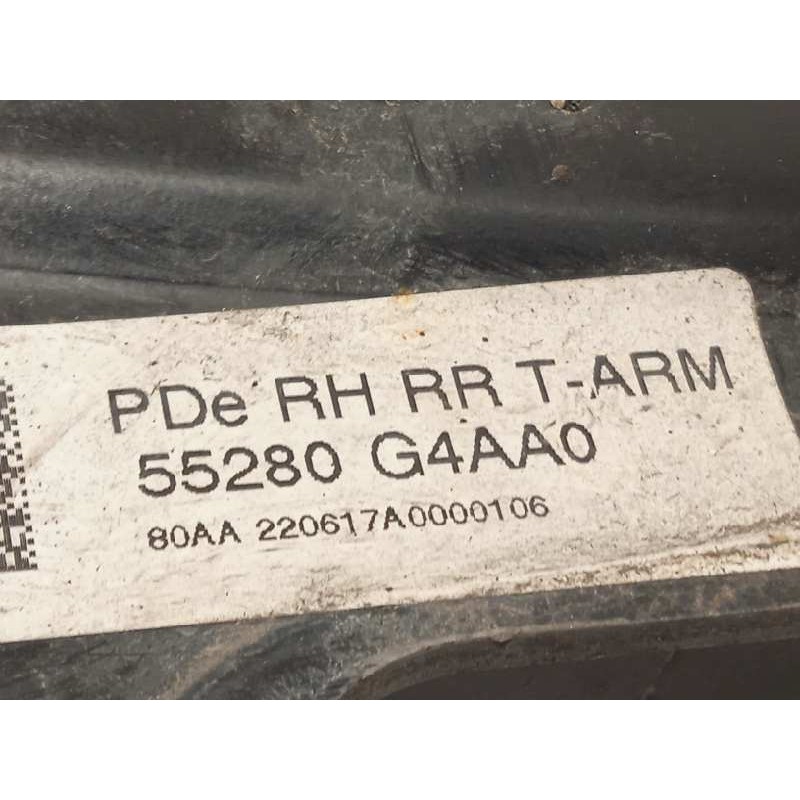 PDe RH RR T-ARM
55280 G4AA0
80AA 220617A0000106